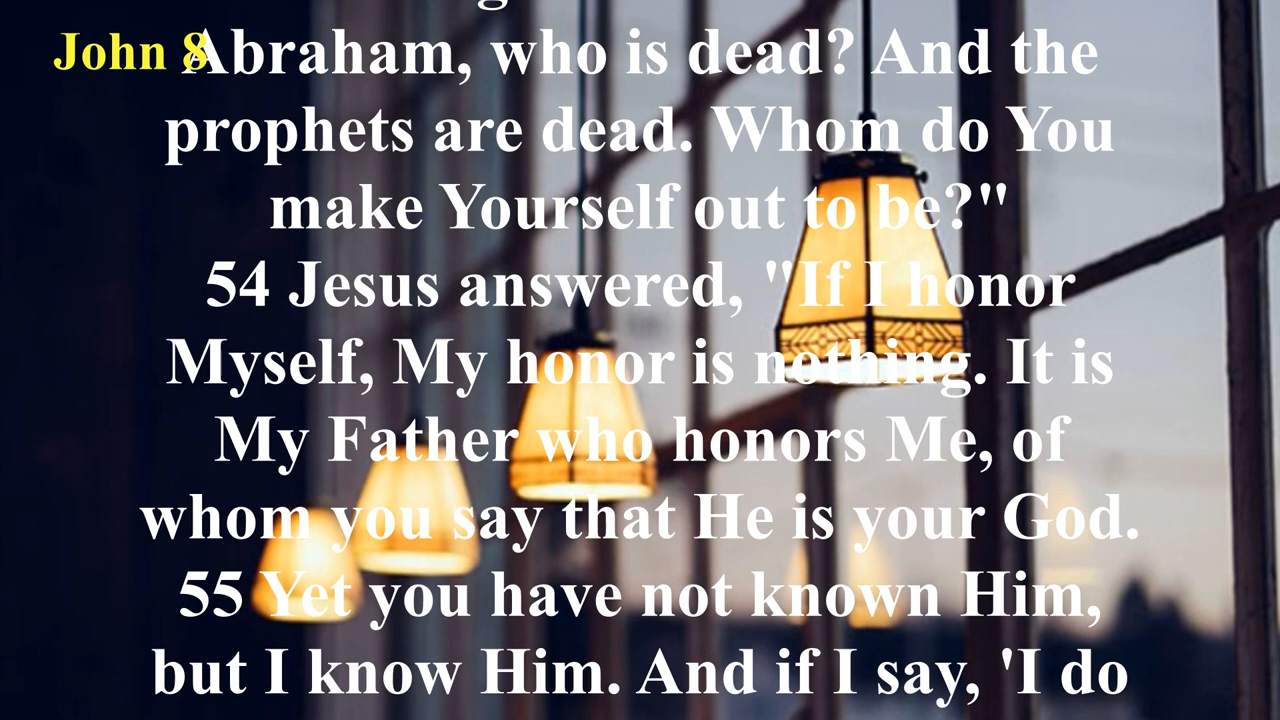 John 8
Abraham, who is dead? And the
prophets are dead. Whom do You
make Yourself out to be?"
54 Jesus answered, "If I honor
Myself, My honor is nothing. It is
My Father who honors Me, of
whom you say that He is your God.
55 Yet you have not known Him,
but I know Him. And if I say, 'I do